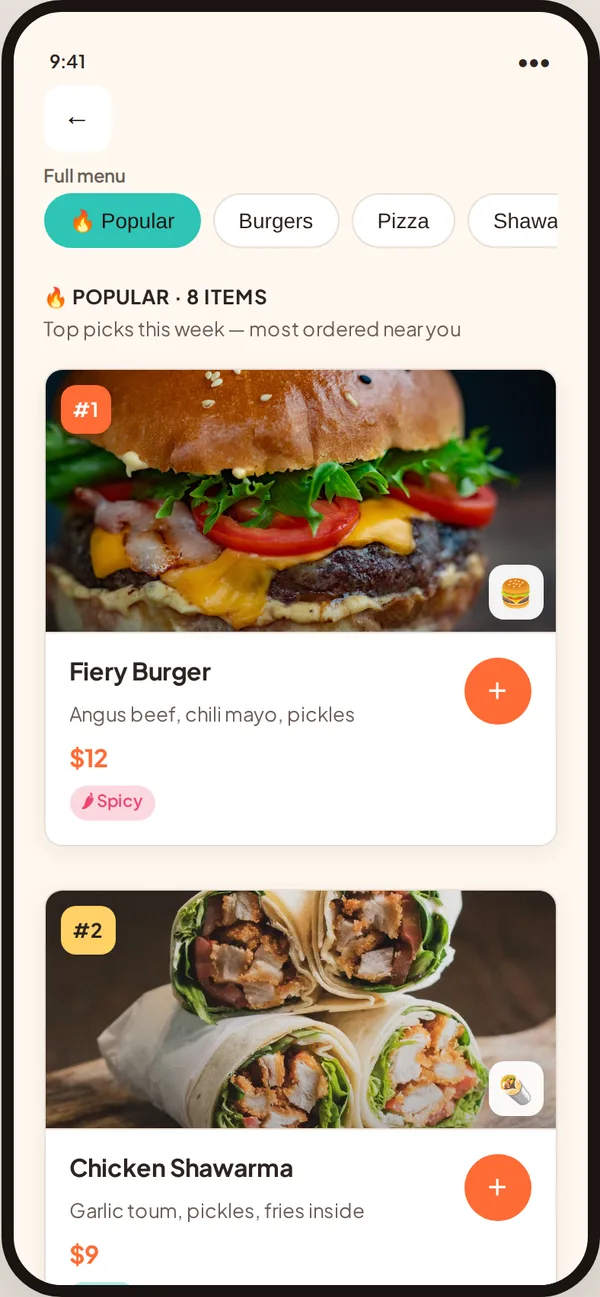 9:41
←
Full menu
🔥 Popular Burgers Pizza Shawa
🔥 POPULAR · 8 ITEMS
Top picks this week — most ordered near you
#1
Fiery Burger
+
Angus beef, chili mayo, pickles
$12
🌶 Spicy
#2
Chicken Shawarma
+
Garlic toum, pickles, fries inside
$9